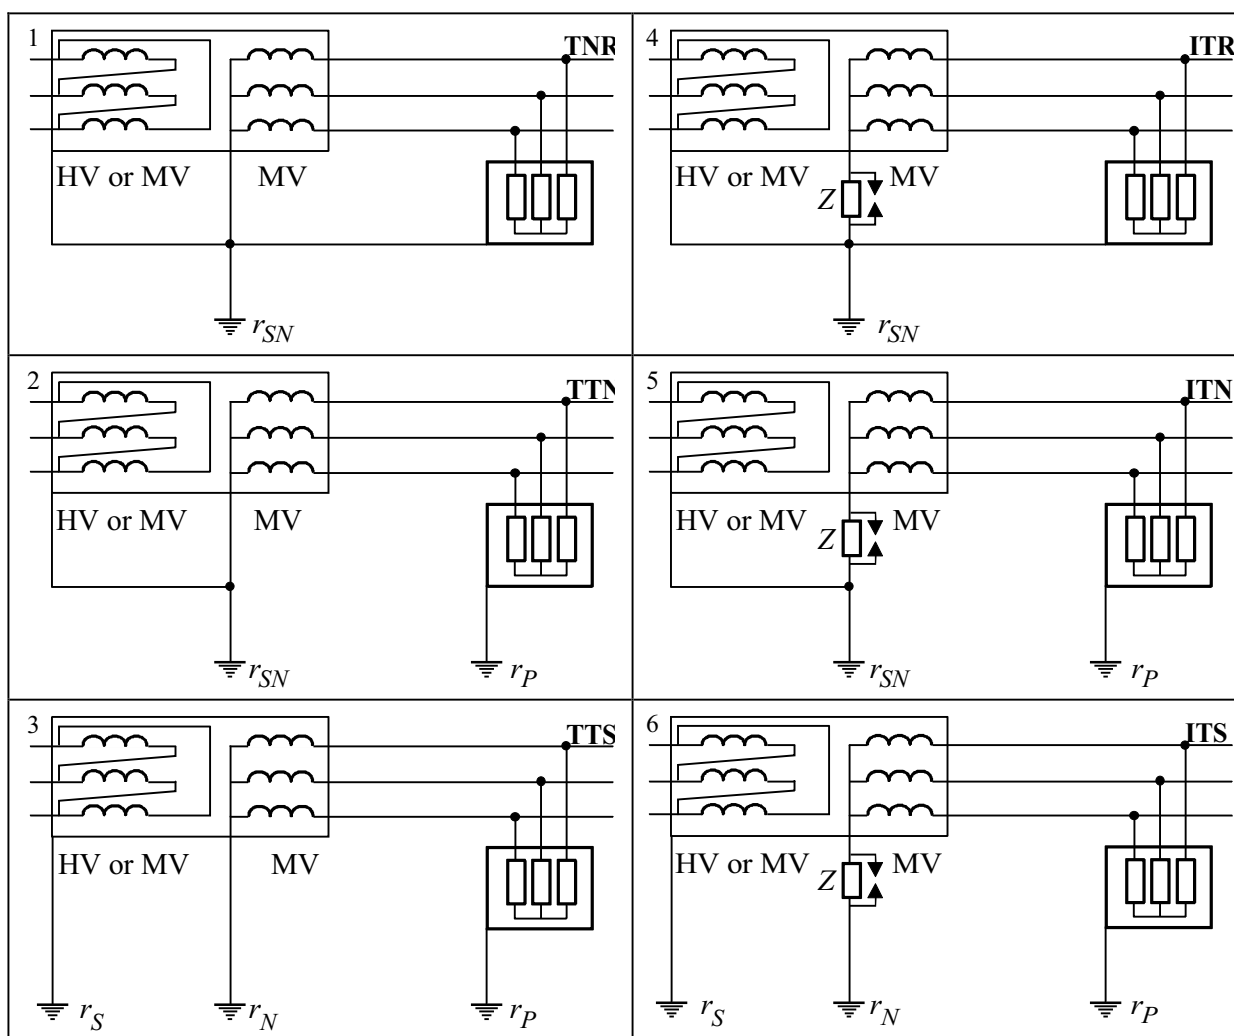 1
TNR
HV or MV
MV
r_SN
4
ITR
HV or MV
MV
Z
r_SN
2
TTN
HV or MV
MV
r_SN
r_P
5
ITN
HV or MV
MV
Z
r_SN
r_P
3
TTS
HV or MV
MV
r_S
r_N
r_P
6
ITS
HV or MV
MV
Z
r_S
r_N
r_P